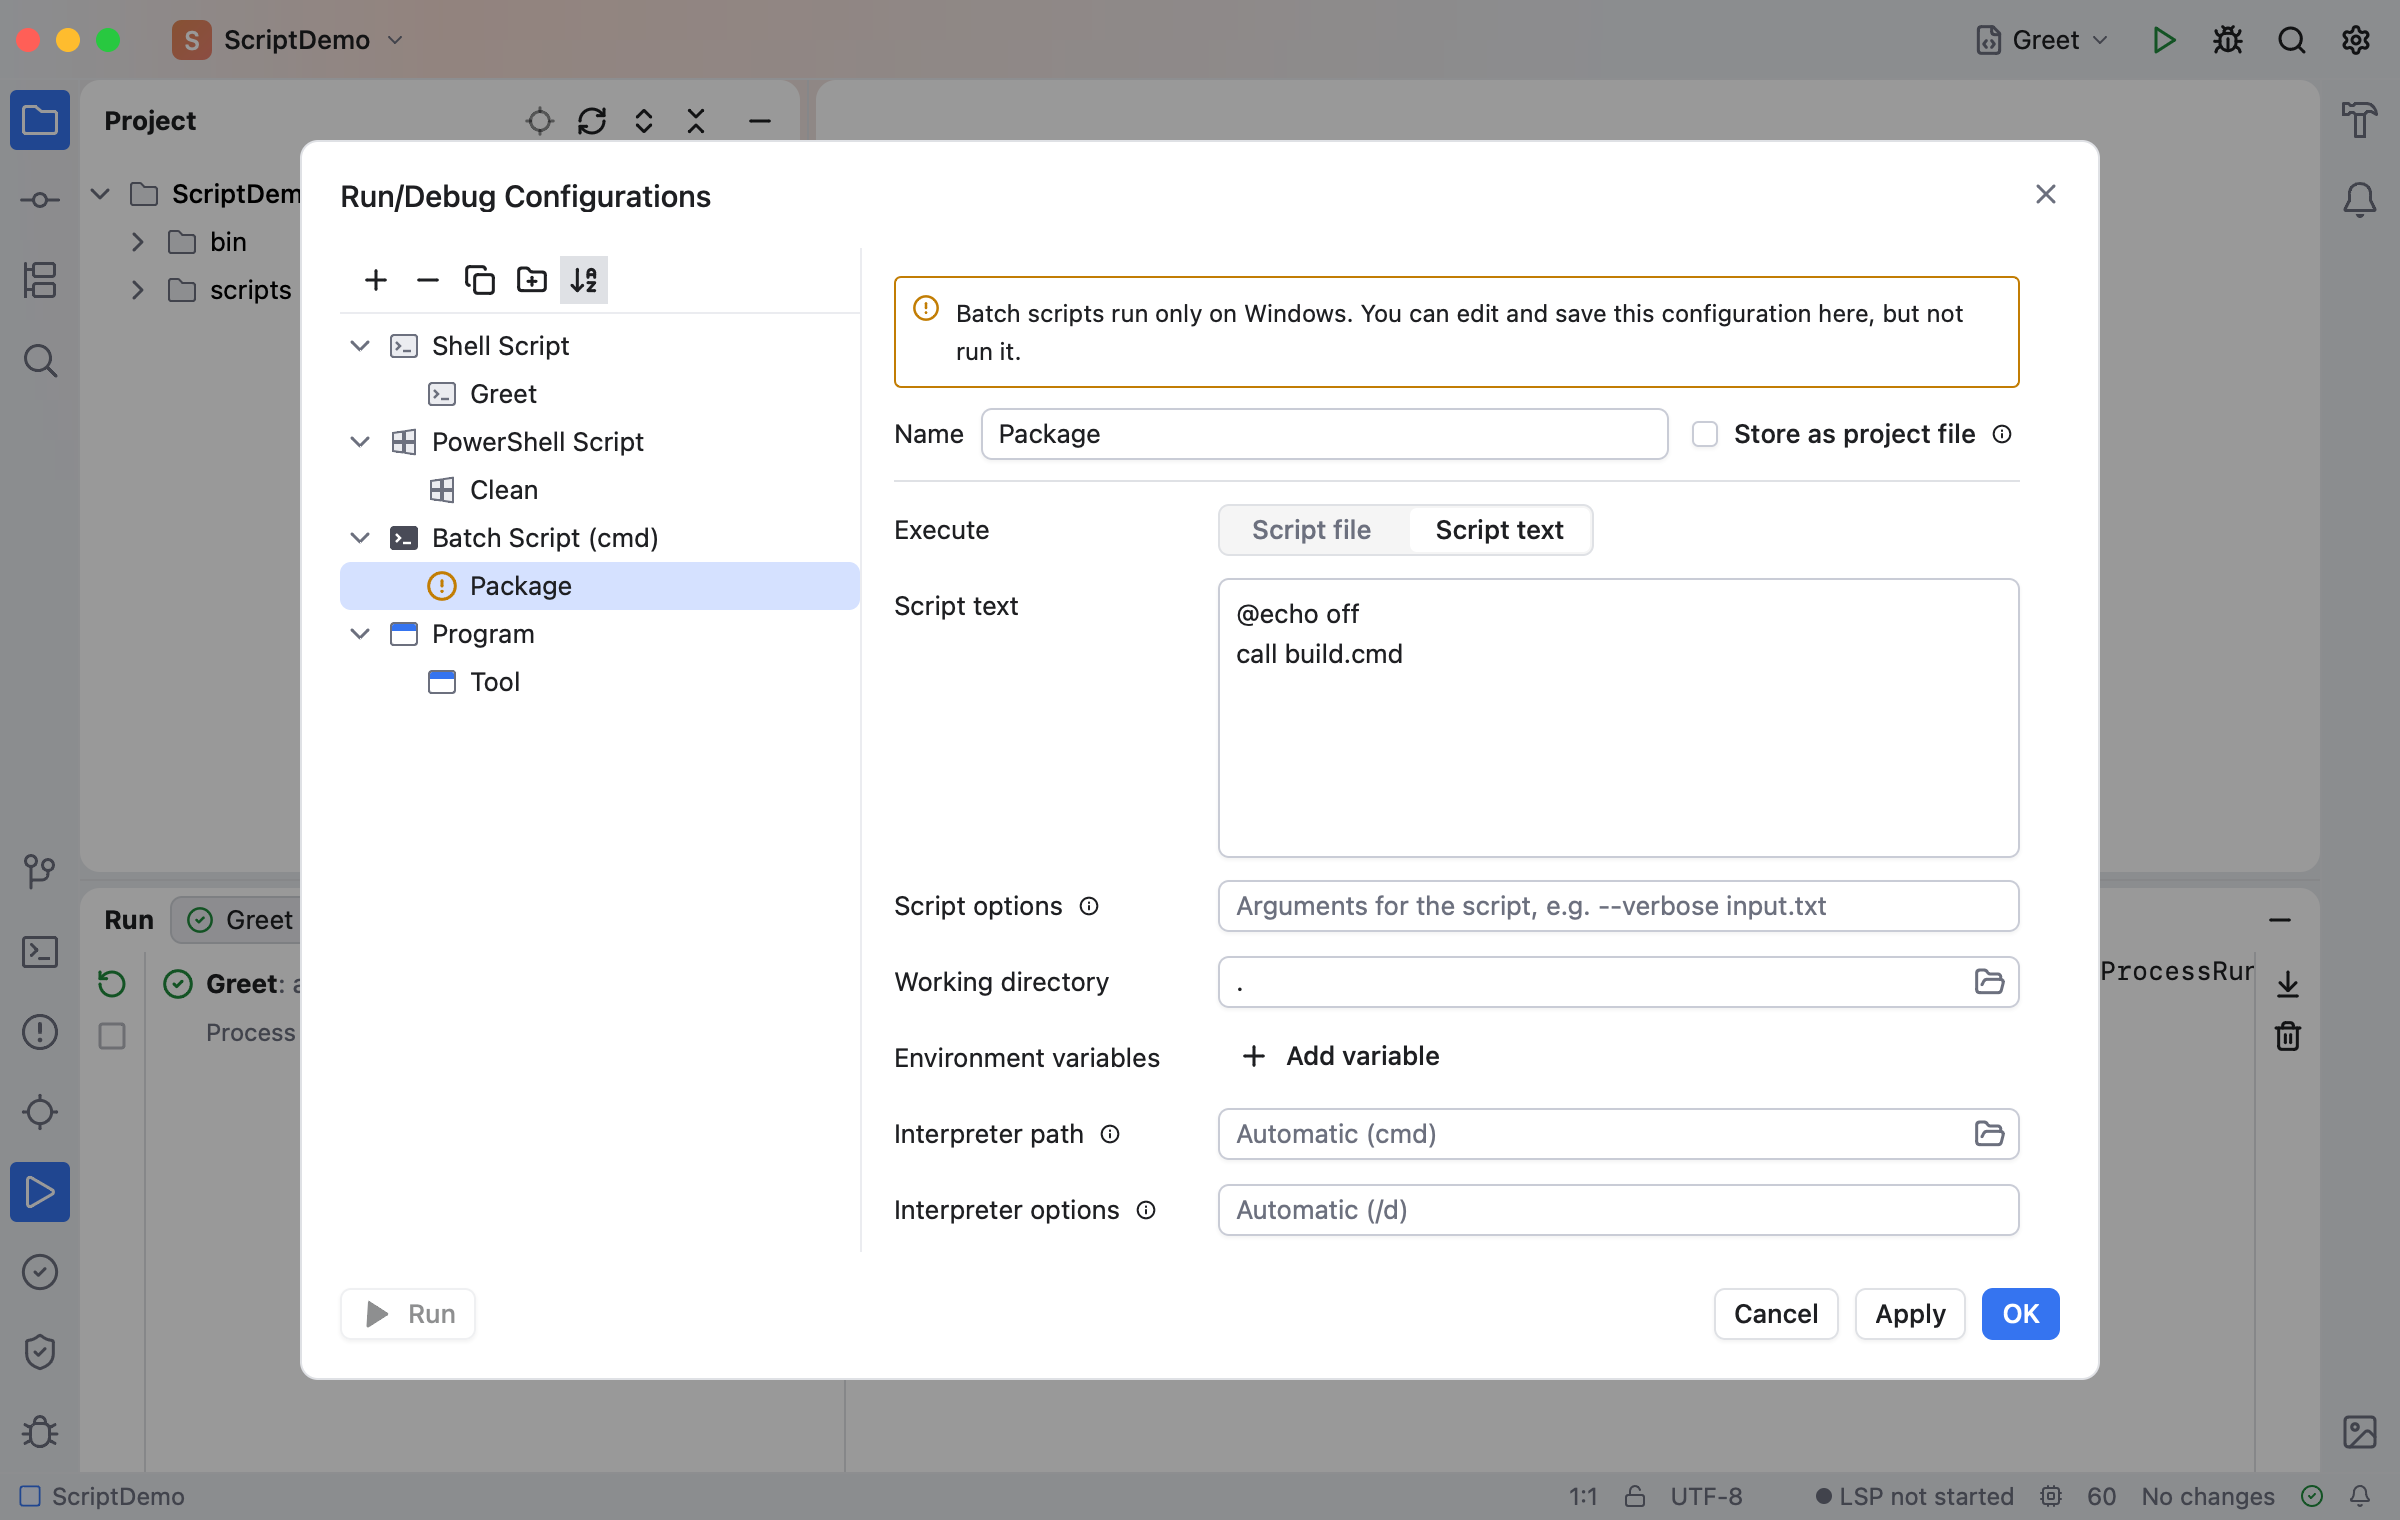 S ScriptDemo
Greet
Project
ScriptDem
bin
scripts
Run/Debug Configurations
Shell Script
Greet
PowerShell Script
Clean
Batch Script (cmd)
Package
Program
Tool
Batch scripts run only on Windows. You can edit and save this configuration here, but not
run it.
Name Package Store as project file
Execute Script file Script text
Script text
@echo off
call build.cmd
Script options Arguments for the script, e.g. --verbose input.txt
Working directory .
Environment variables Add variable
Interpreter path Automatic (cmd)
Interpreter options Automatic (/d)
Run Cancel Apply OK
Run Greet
Greet: a
Process
ProcessRun
ScriptDemo 1:1 UTF-8 LSP not started 60 No changes